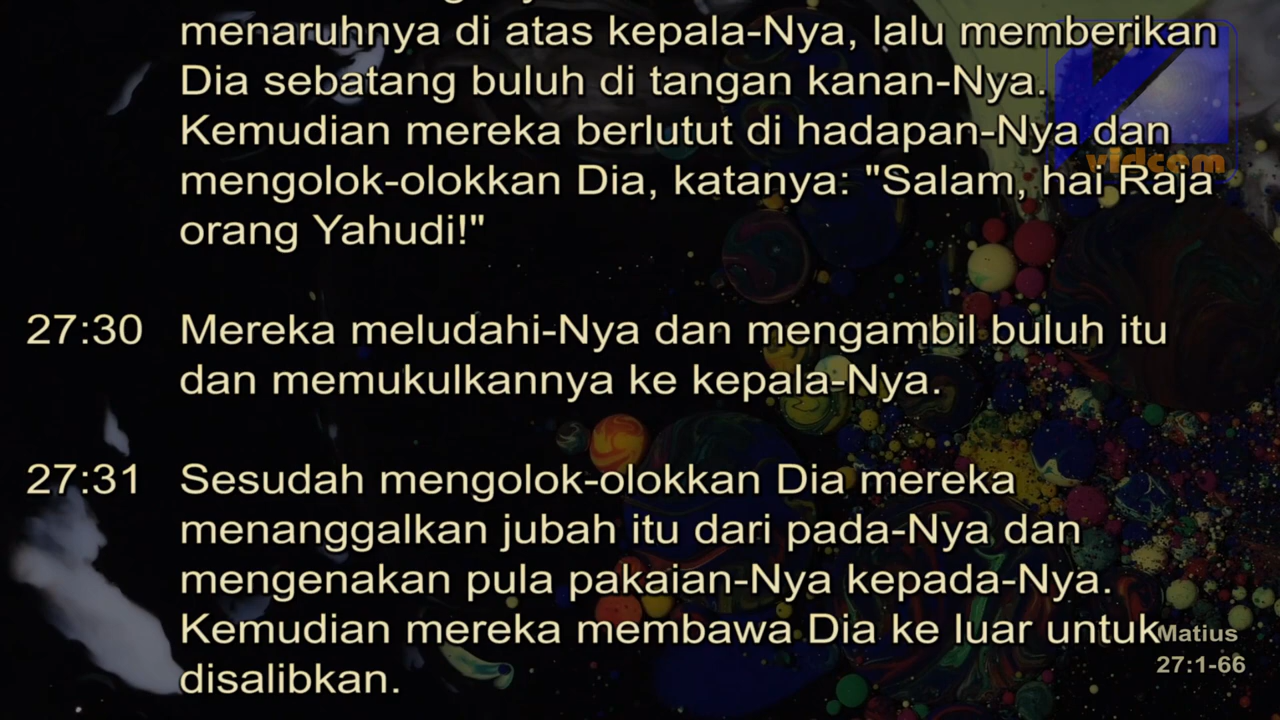 menaruhnya di atas kepala-Nya, lalu memberikan
Dia sebatang buluh di tangan kanan-Nya.
Kemudian mereka berlutut di hadapan-Nya dan
mengolok-olokkan Dia, katanya: "Salam, hai Raja
orang Yahudi!"
27:30 Mereka meludahi-Nya dan mengambil buluh itu
dan memukulkannya ke kepala-Nya.
27:31 Sesudah mengolok-olokkan Dia mereka
menanggalkan jubah itu dari pada-Nya dan
mengenakan pula pakaian-Nya kepada-Nya.
Kemudian mereka membawa Dia ke luar untuk
disalibkan.
vidcom
Matius
27:1-66